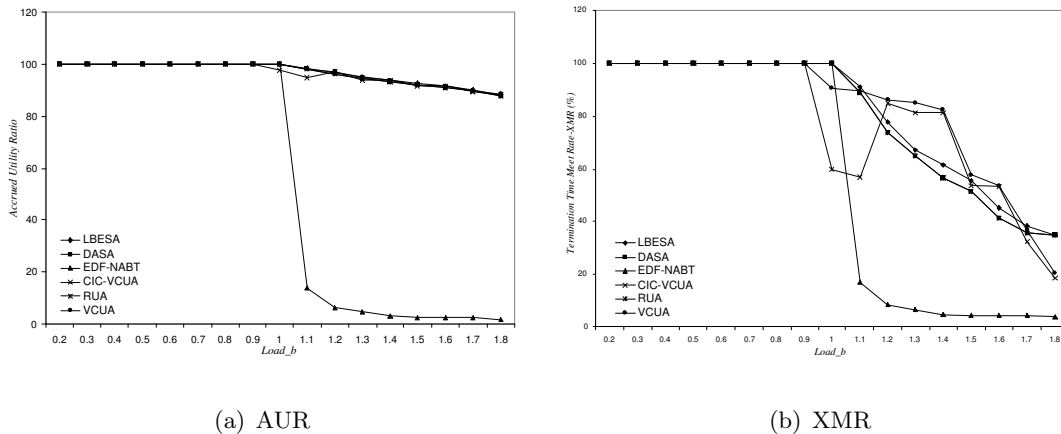 120
100
80
60
40
20
0
Accrued Utility Ratio
LBESA
DASA
EDF-NABT
CIC-VCUA
RUA
VCUA
0.2 0.3 0.4 0.5 0.6 0.7 0.8 0.9 1 1.1 1.2 1.3 1.4 1.5 1.6 1.7 1.8
Load_b
(a) AUR
120
100
80
60
40
20
0
Termination Time Meet Rate-XMR (%)
LBESA
DASA
EDF-NABT
CIC-VCUA
RUA
VCUA
0.2 0.3 0.4 0.5 0.6 0.7 0.8 0.9 1 1.1 1.2 1.3 1.4 1.5 1.6 1.7 1.8
Load_b
(b) XMR